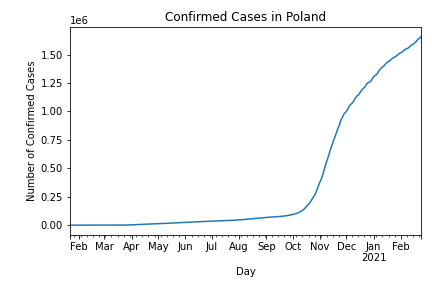 Confirmed Cases in Poland
1e6
Number of Confirmed Cases
1.50
1.25
1.00
0.75
0.50
0.25
0.00
Feb Mar Apr May Jun Jul Aug Sep Oct Nov Dec Jan Feb
2021
Day